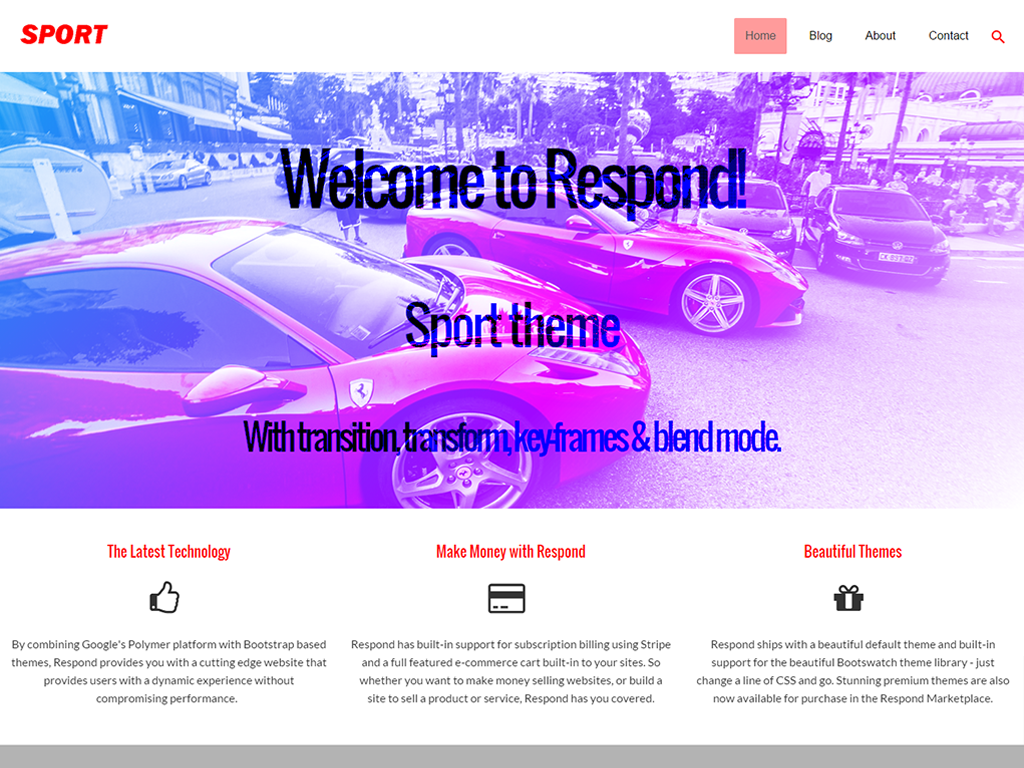 SPORT
Home Blog About Contact
Welcome to Respond!
Sport theme
With transition, transform, key-frames & blend mode.
The Latest Technology
By combining Google's Polymer platform with Bootstrap based
themes, Respond provides you with a cutting edge website that
provides users with a dynamic experience without
compromising performance.
Make Money with Respond
Respond has built-in support for subscription billing using Stripe
and a full featured e-commerce cart built-in to your sites. So
whether you want to make money selling websites, or build a
site to sell a product or service, Respond has you covered.
Beautiful Themes
Respond ships with a beautiful default theme and built-in
support for the beautiful Bootswatch theme library - just
change a line of CSS and go. Stunning premium themes are also
now available for purchase in the Respond Marketplace.